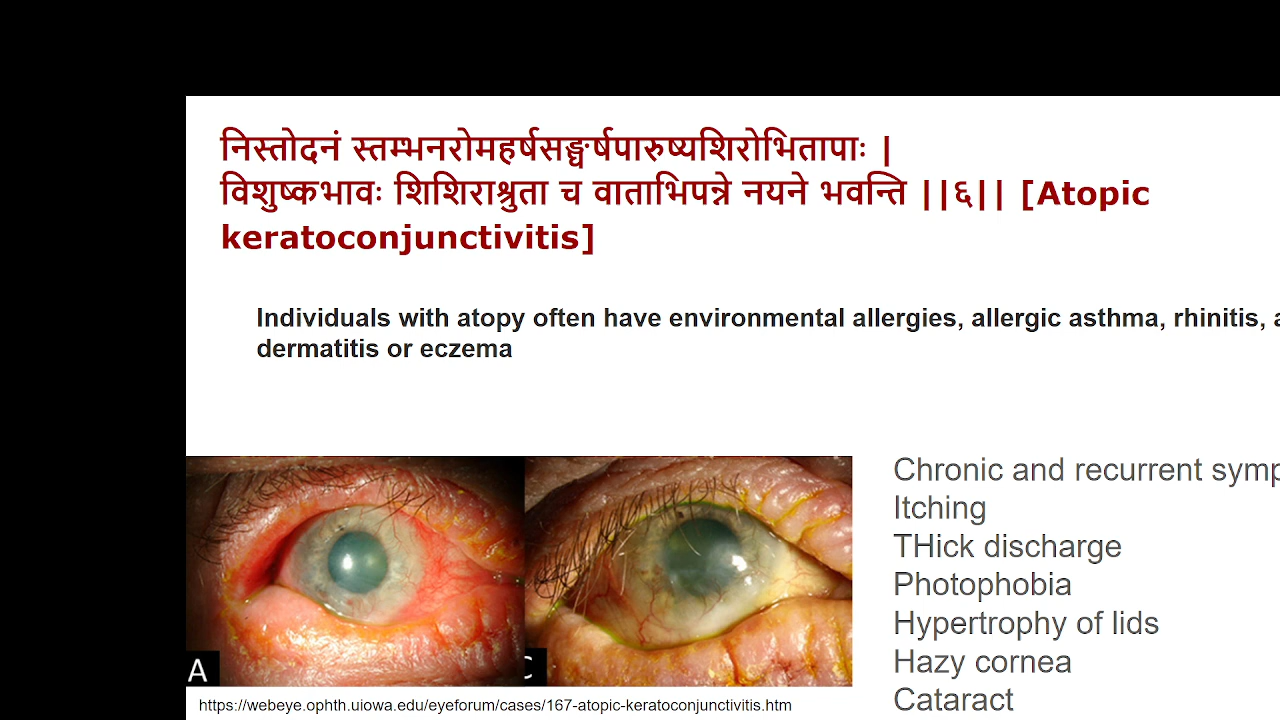 निस्तोदनं स्तम्भनरोमहर्षसङ्घर्षपारुष्यशिरोभितापाः |
विशुष्कभावः शिशिराश्रुता च वाताभिपन्ने नयने भवन्ति ||६|| [Atopic
keratoconjunctivitis]
Individuals with atopy often have environmental allergies, allergic asthma, rhinitis,
dermatitis or eczema
Chronic and recurrent
Itching
THick discharge
Photophobia
Hypertrophy of lids
Hazy cornea
Cataract
A
C
https://webeye.ophth.uiowa.edu/eyeforum/cases/167-atopic-keratoconjunctivitis.htm